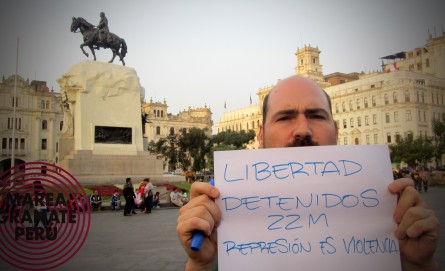 LIBERTAD
DETENIDOS
22M
REPRESIÓN ES VIOLENCIA
MAREA
GRANATE
PERÚ